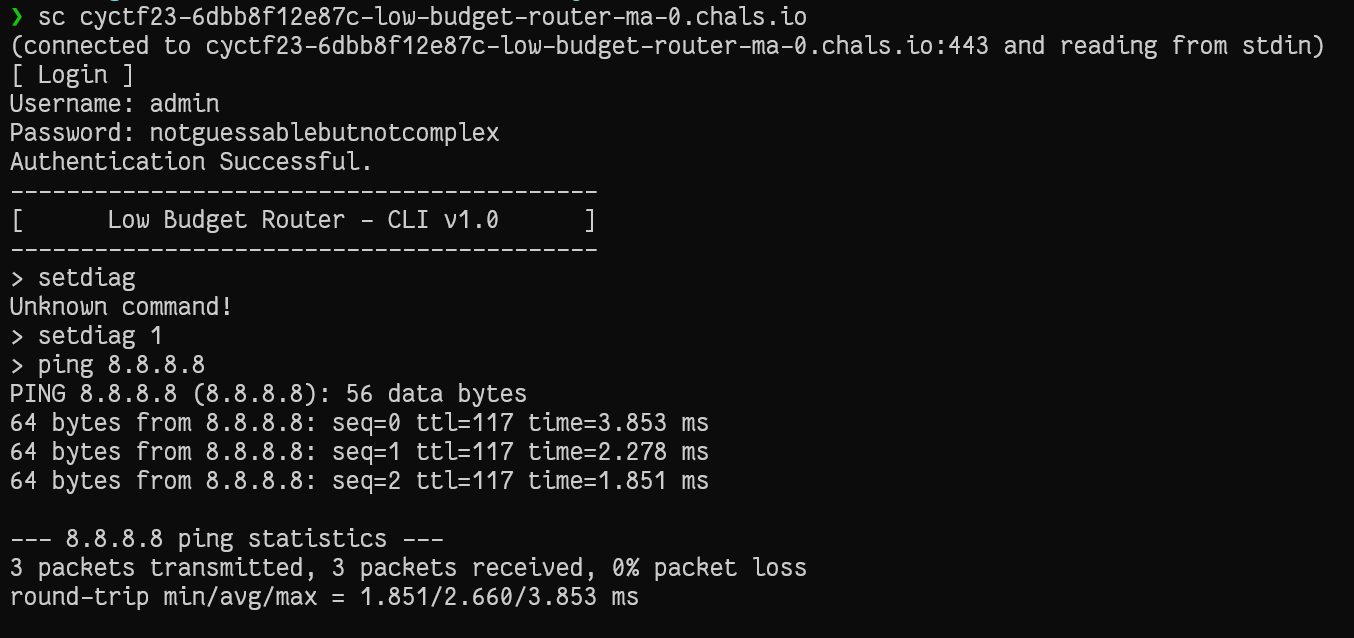 ❯ sc cyctf23-6dbb8f12e87c-low-budget-router-ma-0.chals.io
(connected to cyctf23-6dbb8f12e87c-low-budget-router-ma-0.chals.io:443 and reading from stdin)
[ Login ]
Username: admin
Password: notguessablebutnotcomplex
Authentication Successful.
------------------------------------------
[      Low Budget Router - CLI v1.0      ]
------------------------------------------
> setdiag
Unknown command!
> setdiag 1
> ping 8.8.8.8
PING 8.8.8.8 (8.8.8.8): 56 data bytes
64 bytes from 8.8.8.8: seq=0 ttl=117 time=3.853 ms
64 bytes from 8.8.8.8: seq=1 ttl=117 time=2.278 ms
64 bytes from 8.8.8.8: seq=2 ttl=117 time=1.851 ms

--- 8.8.8.8 ping statistics ---
3 packets transmitted, 3 packets received, 0% packet loss
round-trip min/avg/max = 1.851/2.660/3.853 ms